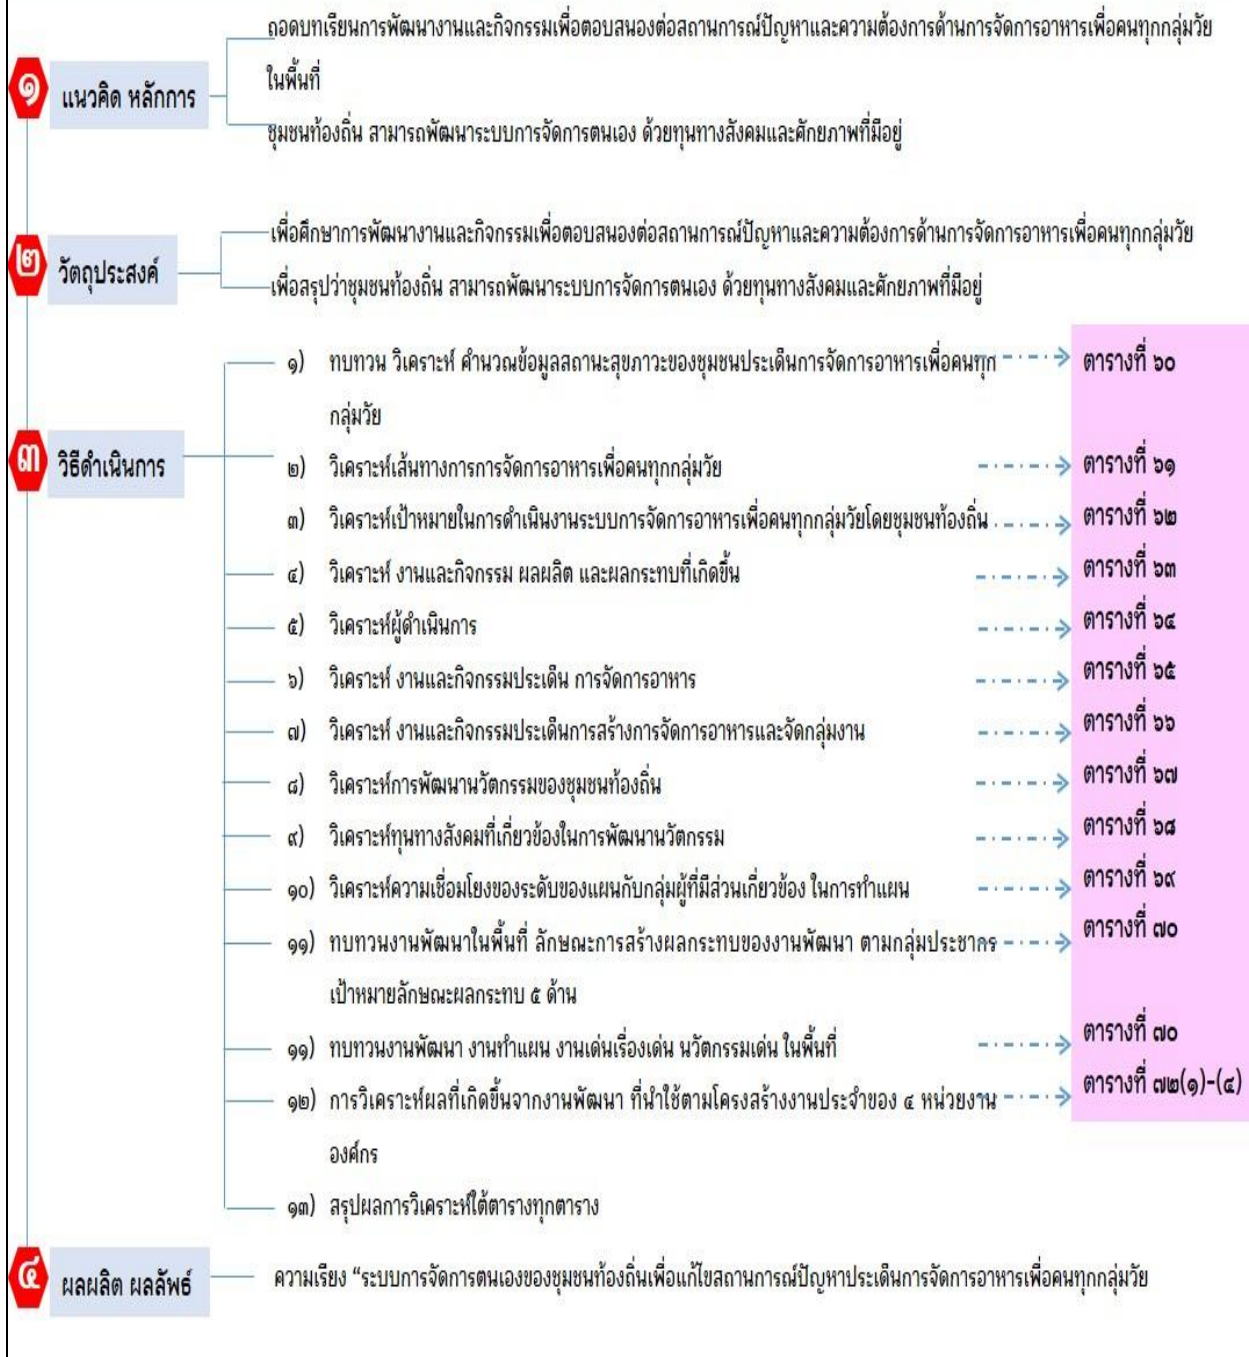 ถอดบทเรียนการพัฒนางานและกิจกรรมเพื่อตอบสนองต่อสถานการณ์ปัญหาและความต้องการด้านการจัดการอาหารเพื่อคนทุกกลุ่มวัย
ในพื้นที่
๑ แนวคิด หลักการ
ชุมชนท้องถิ่น สามารถพัฒนาระบบการจัดการตนเอง ด้วยทุนทางสังคมและศักยภาพที่มีอยู่
เพื่อศึกษาการพัฒนางานและกิจกรรมเพื่อตอบสนองต่อสถานการณ์ปัญหาและความต้องการด้านการจัดการอาหารเพื่อคนทุกกลุ่มวัย
๒ วัตถุประสงค์
เพื่อสรุปว่าชุมชนท้องถิ่น สามารถพัฒนาระบบการจัดการตนเอง ด้วยทุนทางสังคมและศักยภาพที่มีอยู่
๓ วิธีดำเนินการ
๑) ทบทวน วิเคราะห์ คำนวณข้อมูลสถานะสุขภาวะของชุมชนประเด็นการจัดการอาหารเพื่อคนทุก ตารางที่ ๖๐
กลุ่มวัย
๒) วิเคราะห์เส้นทางการการจัดการอาหารเพื่อคนทุกกลุ่มวัย ตารางที่ ๖๑
๓) วิเคราะห์เป้าหมายในการดำเนินงานระบบการจัดการอาหารเพื่อคนทุกกลุ่มวัยโดยชุมชนท้องถิ่น ตารางที่ ๖๒
๔) วิเคราะห์ งานและกิจกรรม ผลผลิต และผลกระทบที่เกิดขึ้น ตารางที่ ๖๓
๕) วิเคราะห์ผู้ดำเนินการ ตารางที่ ๖๔
๖) วิเคราะห์ งานและกิจกรรมประเด็น การจัดการอาหาร ตารางที่ ๖๕
๗) วิเคราะห์ งานและกิจกรรมประเด็นการสร้างการจัดการอาหารและจัดกลุ่มงาน ตารางที่ ๖๖
๘) วิเคราะห์การพัฒนานวัตกรรมของชุมชนท้องถิ่น ตารางที่ ๖๗
๙) วิเคราะห์ทุนทางสังคมที่เกี่ยวข้องในการพัฒนานวัตกรรม ตารางที่ ๖๘
๑๐) วิเคราะห์ความเชื่อมโยงของระดับของแผนกับกลุ่มผู้ที่มีส่วนเกี่ยวข้อง ในการทำแผน ตารางที่ ๖๙
๑๑) ทบทวนงานพัฒนาในพื้นที่ ลักษณะการสร้างผลกระทบของงานพัฒนา ตามกลุ่มประชากร ตารางที่ ๗๐
เป้าหมายลักษณะผลกระทบ ๕ ด้าน
๑๑) ทบทวนงานพัฒนา งานทำแผน งานเด่นเรื่องเด่น นวัตกรรมเด่น ในพื้นที่ ตารางที่ ๗๐
๑๒) การวิเคราะห์ผลที่เกิดขึ้นจากงานพัฒนา ที่นำใช้ตามโครงสร้างงานประจำของ ๔ หน่วยงาน ตารางที่ ๗๒(๑)-(๔)
องค์กร
๑๓) สรุปผลการวิเคราะห์ใต้ตารางทุกตาราง
๔ ผลผลิต ผลลัพธ์ ความเรียง “ระบบการจัดการตนเองของชุมชนท้องถิ่นเพื่อแก้ไขสถานการณ์ปัญหาประเด็นการจัดการอาหารเพื่อคนทุกกลุ่มวัย